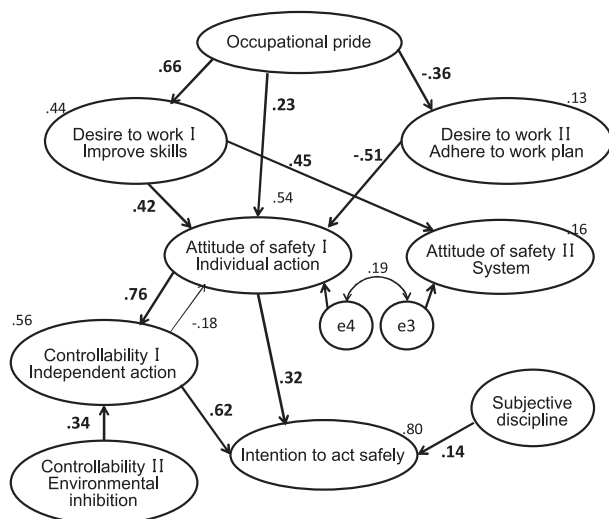 Occupational pride
.66
-.36
.23
.44
.13
Desire to work Ⅰ
Improve skills
Desire to work Ⅱ
Adhere to work plan
.45
-.51
.42
.54
.16
Attitude of safety Ⅰ
Individual action
Attitude of safety Ⅱ
System
.19
.76
-.18
e4
e3
.56
Controllability Ⅰ
Independent action
.32
.34
.62
Subjective
discipline
.80
Intention to act safely
.14
Controllability Ⅱ
Environmental
inhibition